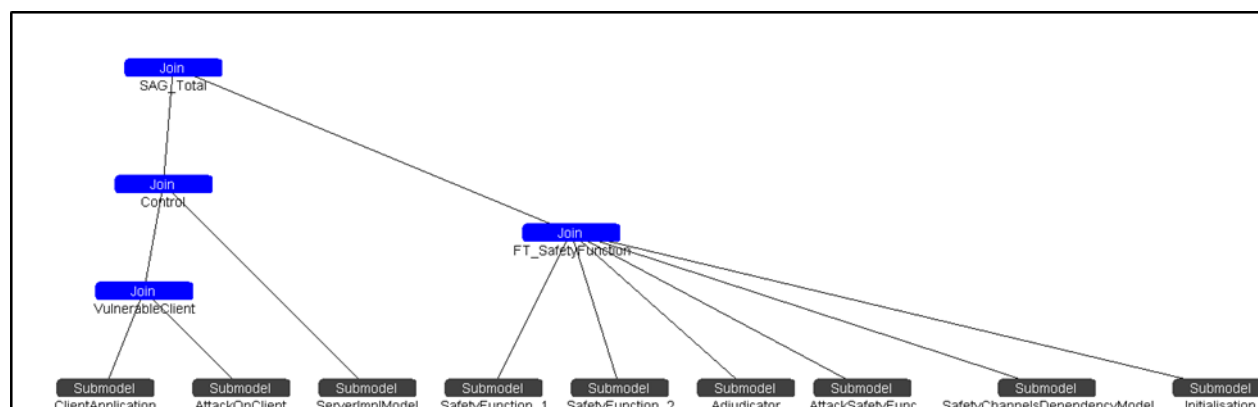 Join
SAG_Total
Join
Control
Join
FT_SafetyFunction
Join
VulnerableClient
Submodel Submodel Submodel Submodel Submodel Submodel Submodel Submodel Submodel
ClientApplication AttackOnClient ServerImplModel SafetyFunction_1 SafetyFunction_2 Adjudicator AttackSafetyFunc SafetyChannelsDependencyModel Initialisation